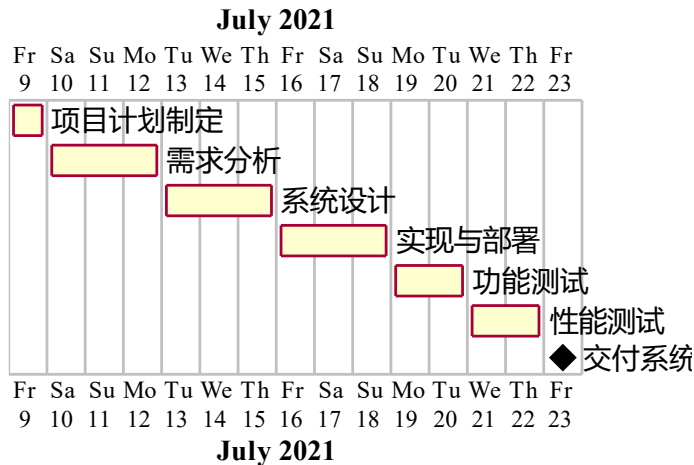 July 2021
Fr Sa Su Mo Tu We Th Fr Sa Su Mo Tu We Th Fr
9 10 11 12 13 14 15 16 17 18 19 20 21 22 23
项目计划制定
需求分析
系统设计
实现与部署
功能测试
性能测试
交付系统
Fr Sa Su Mo Tu We Th Fr Sa Su Mo Tu We Th Fr
9 10 11 12 13 14 15 16 17 18 19 20 21 22 23
July 2021